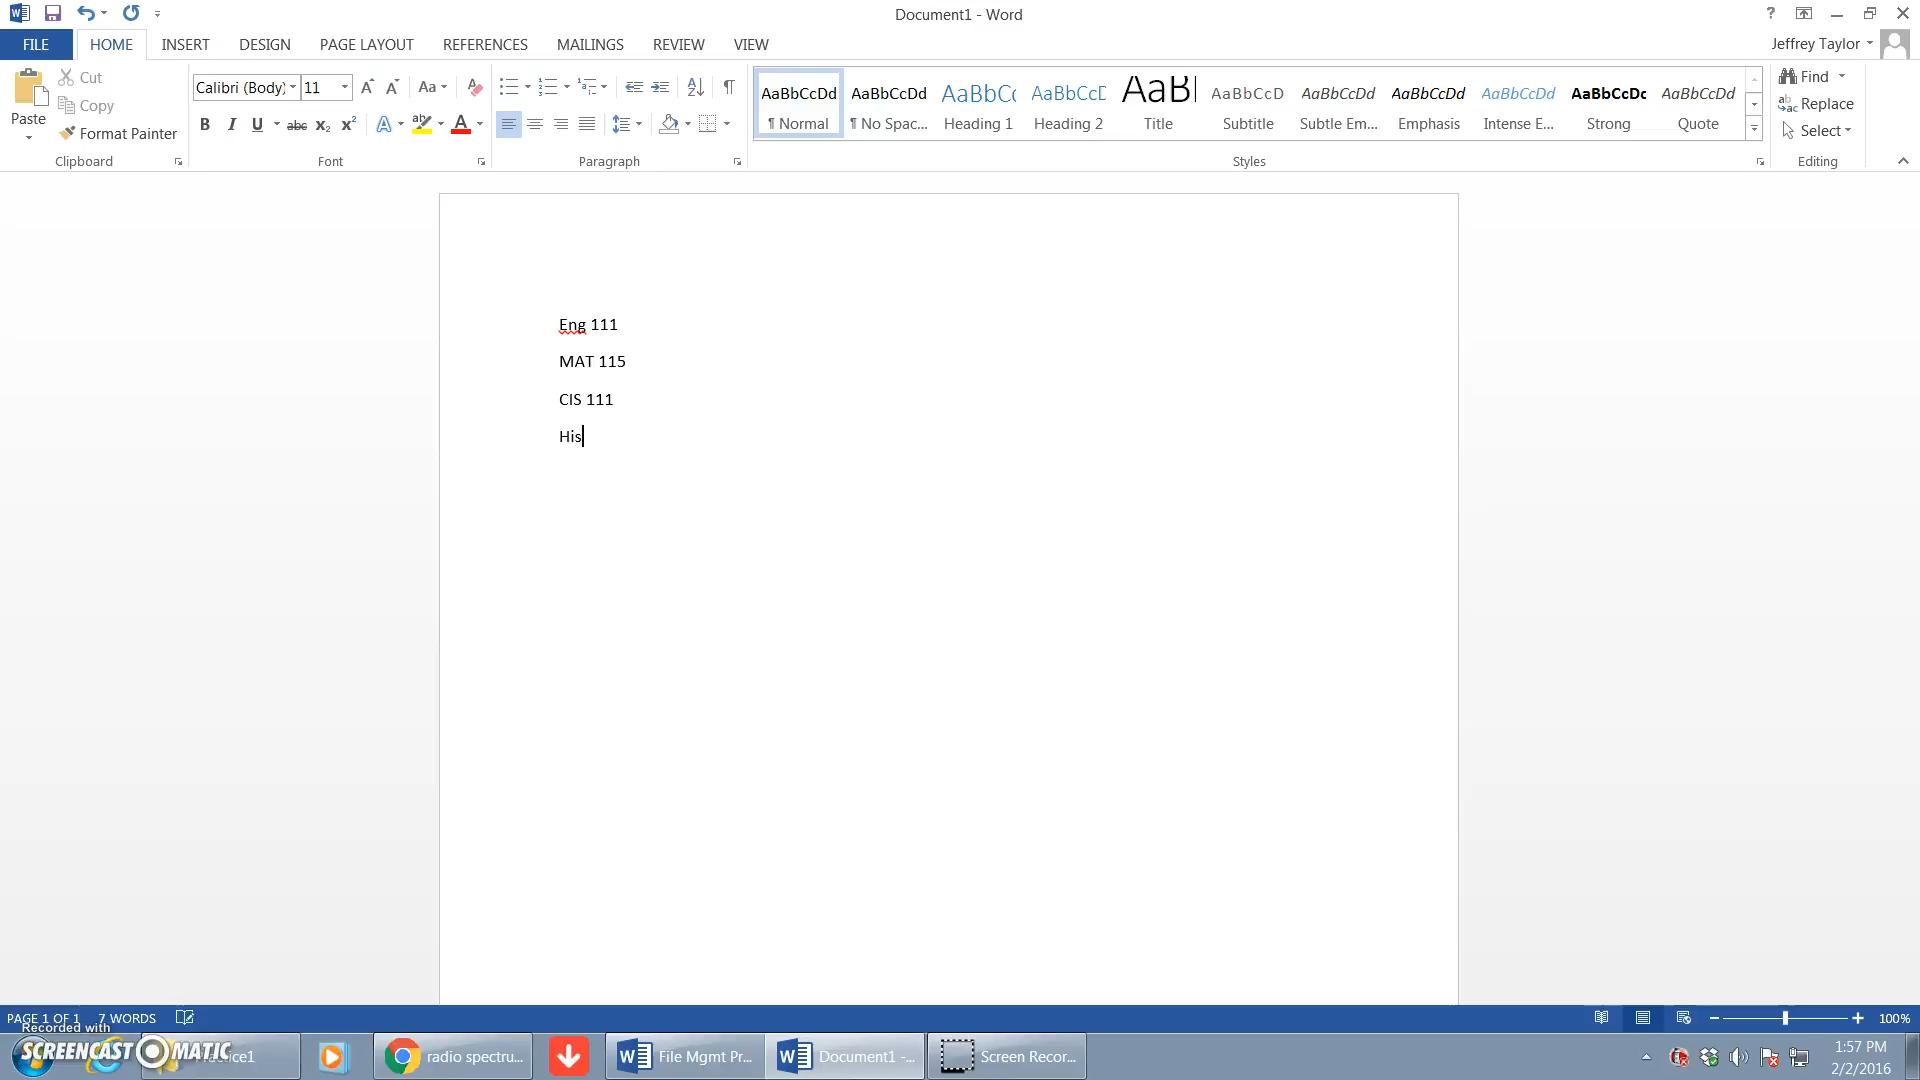 Document1 - Word
FILE HOME INSERT DESIGN PAGE LAYOUT REFERENCES MAILINGS REVIEW VIEW
Jeffrey Taylor
Paste
Cut
Copy
Format Painter
Clipboard
Calibri (Body) 11
Font
Paragraph
AaBbCcDd AaBbCcDd AaBbCc AaBbCcD AaB AaBbCcD AaBbCcDd AaBbCcDd AaBbCcDd AaBbCcDc AaBbCcDd
¶ Normal ¶ No Spac... Heading 1 Heading 2 Title Subtitle Subtle Em... Emphasis Intense E... Strong Quote
Styles
Find
Replace
Select
Editing
Eng 111
MAT 115
CIS 111
His
PAGE 1 OF 1 7 WORDS
100%
Recorded with
SCREENCAST MATIC
radio spectru...
File Mgmt Pr...
Document1 -...
Screen Recor...
1:57 PM
2/2/2016